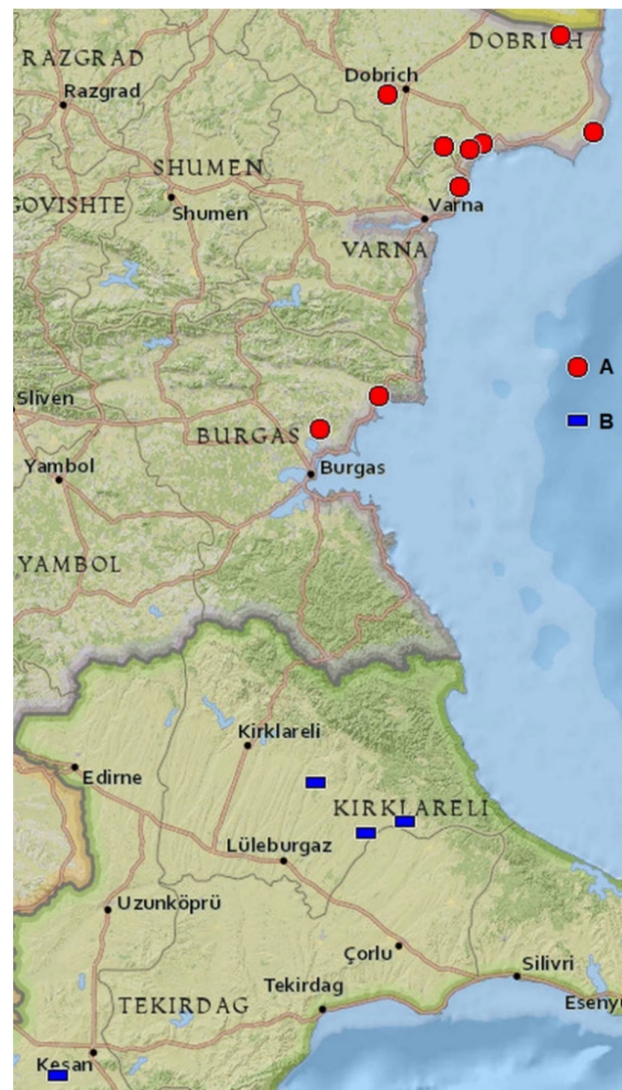 DOBRICH
RAZGRAD
Dobrich
Razgrad
SHUMEN
GOVISHTE
Shumen
Varna
VARNA
A
Sliven
B
BURGAS
Yambol
Burgas
YAMBOL
Kirklareli
Edirne
KIRKLARELI
Lüleburgaz
Uzunköprü
Çorlu
Silivri
Tekirdag
TEKIRDAG
Esenyu
Keşan